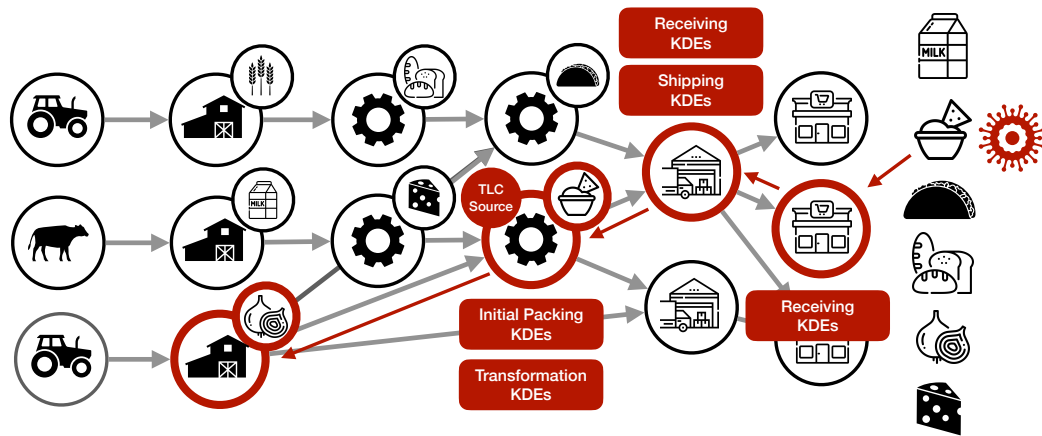 Receiving
KDEs
Shipping
KDEs
MILK
MILK
TLC
Source
Initial Packing
KDEs
Receiving
KDEs
Transformation
KDEs